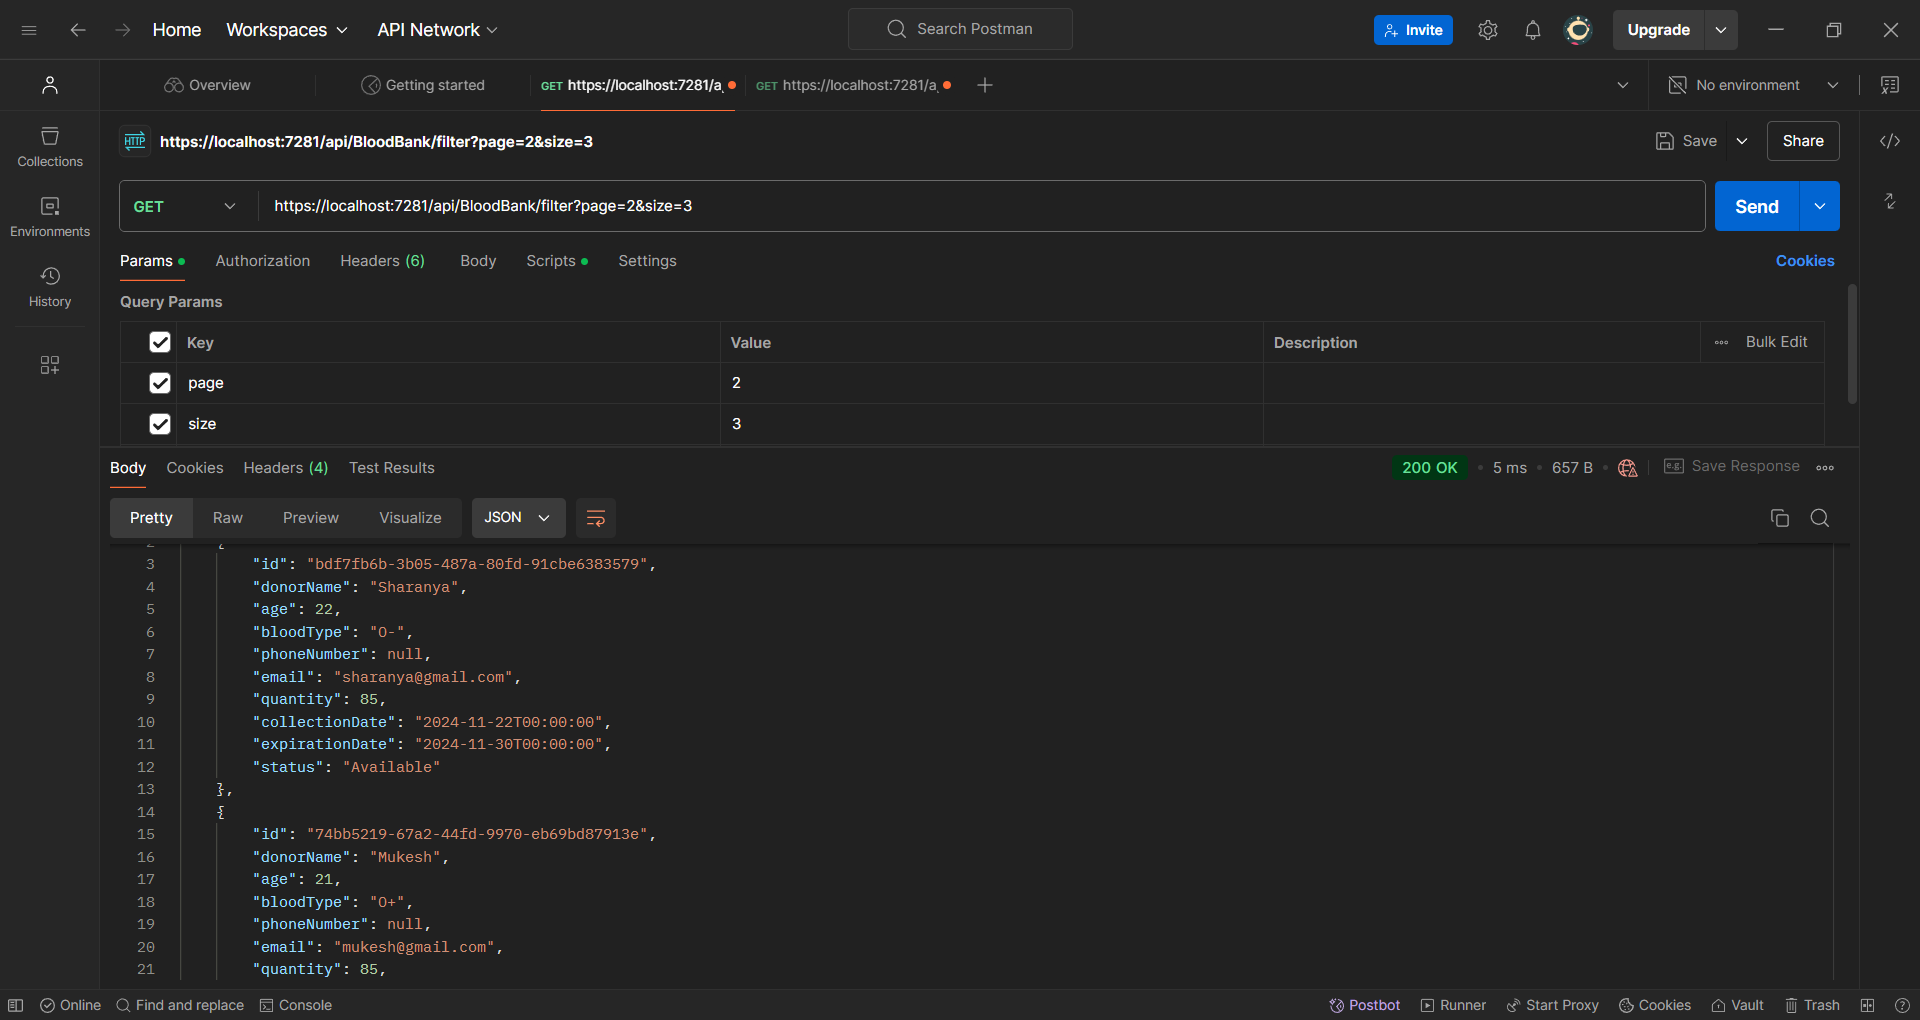 Home Workspaces API Network Search Postman Invite Upgrade
Overview Getting started GET https://localhost:7281/a GET https://localhost:7281/a No environment
HTTP https://localhost:7281/api/BloodBank/filter?page=2&size=3 Save Share
Collections
GET https://localhost:7281/api/BloodBank/filter?page=2&size=3 Send
Environments
Params Authorization Headers (6) Body Scripts Settings Cookies
History
Query Params
Key Value Description Bulk Edit
page 2
size 3
Body Cookies Headers (4) Test Results 200 OK 5 ms 657 B e.g. Save Response
Pretty Raw Preview Visualize JSON
2 {
3 "id": "bdf7fb6b-3b05-487a-80fd-91cbe6383579",
4 "donorName": "Sharanya",
5 "age": 22,
6 "bloodType": "O-",
7 "phoneNumber": null,
8 "email": "sharanya@gmail.com",
9 "quantity": 85,
10 "collectionDate": "2024-11-22T00:00:00",
11 "expirationDate": "2024-11-30T00:00:00",
12 "status": "Available"
13 },
14 {
15 "id": "74bb5219-67a2-44fd-9970-eb69bd87913e",
16 "donorName": "Mukesh",
17 "age": 21,
18 "bloodType": "O+",
19 "phoneNumber": null,
20 "email": "mukesh@gmail.com",
21 "quantity": 85,
Online Find and replace Console Postbot Runner Start Proxy Cookies Vault Trash